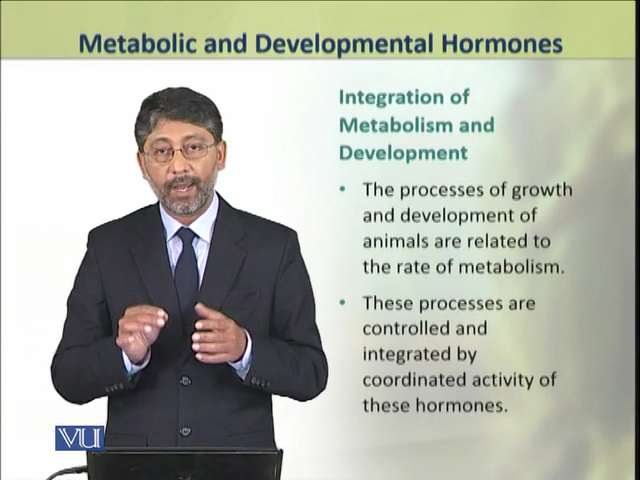 Metabolic and Developmental Hormones
Integration of
Metabolism and
Development
• The processes of growth
and development of
animals are related to
the rate of metabolism.
• These processes are
controlled and
integrated by
coordinated activity of
these hormones.
VU